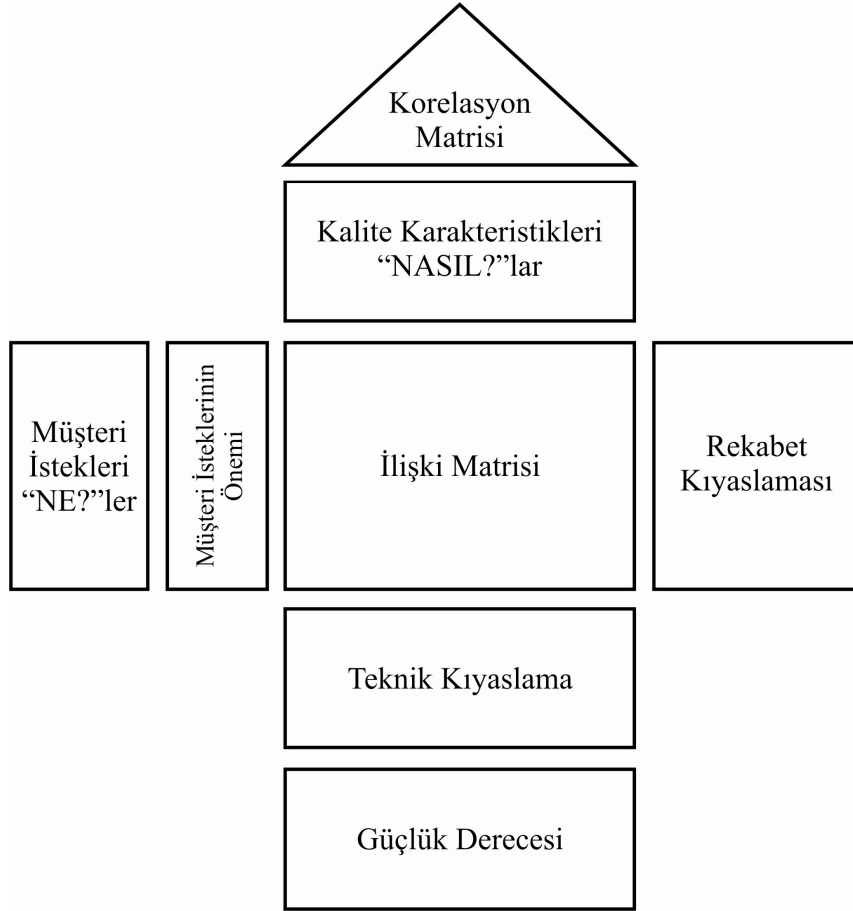 Korelasyon
Matrisi
Kalite Karakteristikleri
“NASIL?”lar
Müşteri
İstekleri
“NE?”ler
Müşteri İsteklerinin
Önemi
İlişki Matrisi
Rekabet
Kıyaslaması
Teknik Kıyaslama
Güçlük Derecesi